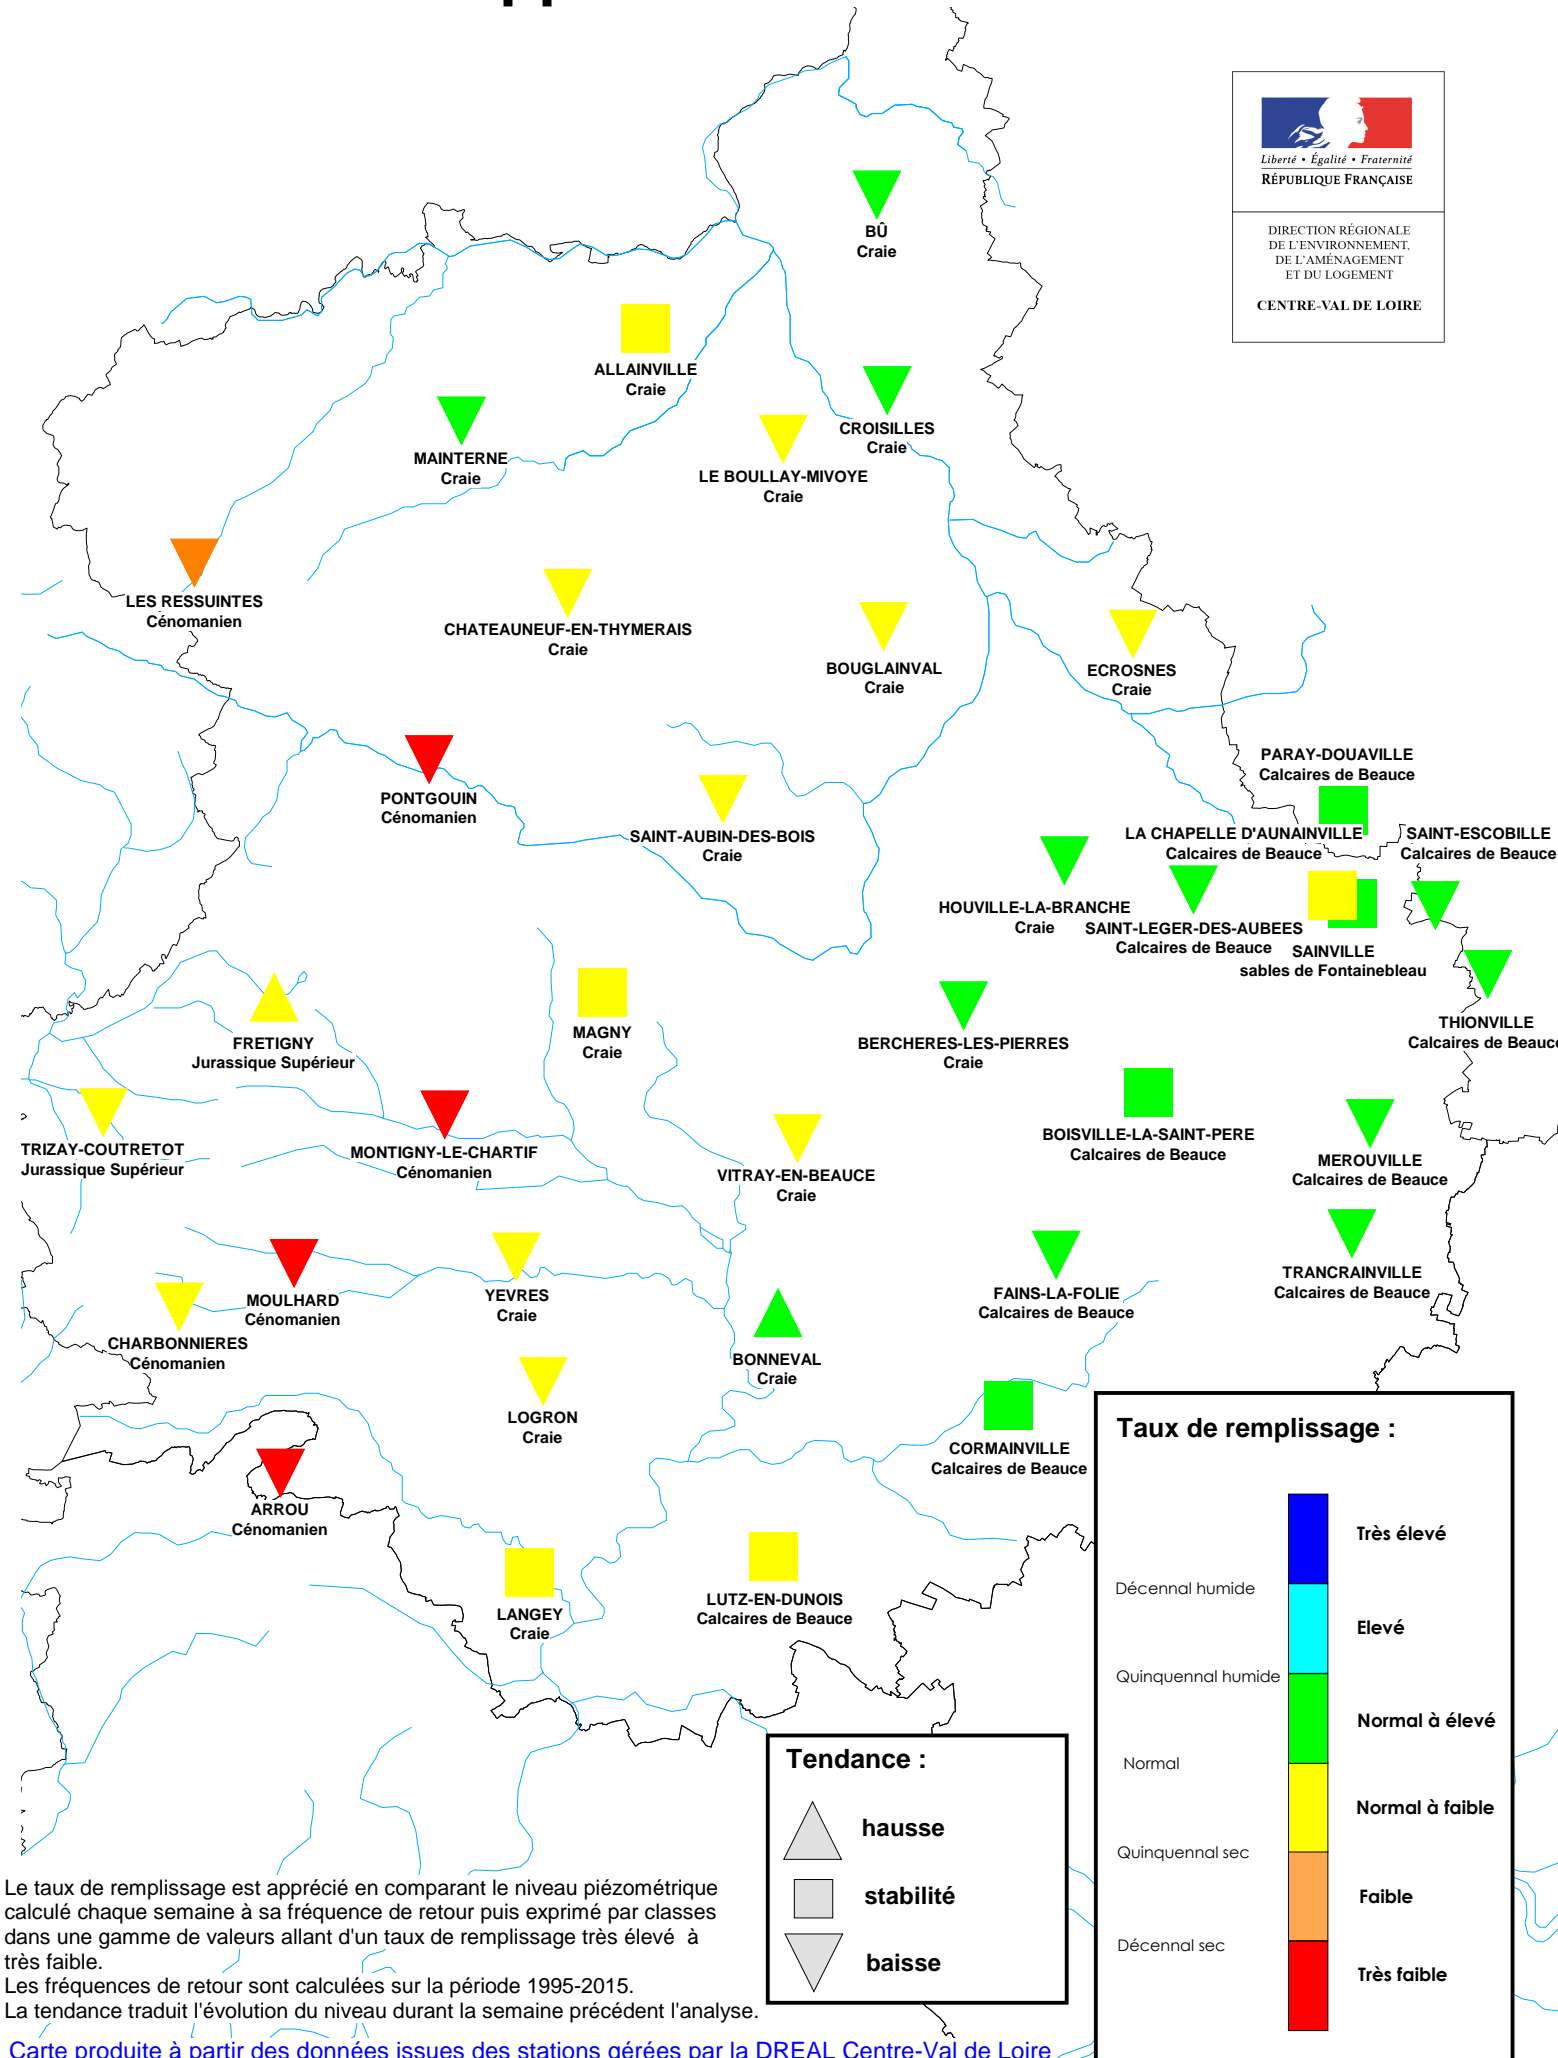 Liberté • Égalité • Fraternité
RÉPUBLIQUE FRANÇAISE
DIRECTION RÉGIONALE
DE L'ENVIRONNEMENT,
DE L'AMÉNAGEMENT
ET DU LOGEMENT
CENTRE-VAL DE LOIRE
BÛ
Craie
ALLAINVILLE
Craie
CROISILLES
Craie
MAINTERNE
Craie
LE BOULLAY-MIVOYE
Craie
LES RESSUINTES
Cénomanien
CHATEAUNEUF-EN-THYMERAIS
Craie
BOUGLAINVAL
Craie
ECROSNES
Craie
PARAY-DOUAVILLE
Calcaires de Beauce
PONTGOUIN
Cénomanien
SAINT-AUBIN-DES-BOIS
Craie
LA CHAPELLE D'AUNAINVILLE
Calcaires de Beauce
SAINT-ESCOBILLE
Calcaires de Beauce
HOUVILLE-LA-BRANCHE
Craie
SAINT-LEGER-DES-AUBEES
Calcaires de Beauce
SAINVILLE
sables de Fontainebleau
THIONVILLE
Calcaires de Beauce
FRETIGNY
Jurassique Supérieur
MAGNY
Craie
BERCHERES-LES-PIERRES
Craie
TRIZAY-COUTRETOT
Jurassique Supérieur
MONTIGNY-LE-CHARTIF
Cénomanien
VITRAY-EN-BEAUCE
Craie
BOISVILLE-LA-SAINT-PERE
Calcaires de Beauce
MEROUVILLE
Calcaires de Beauce
MOULHARD
Cénomanien
YEVRES
Craie
FAINS-LA-FOLIE
Calcaires de Beauce
TRANCRAINVILLE
Calcaires de Beauce
CHARBONNIERES
Cénomanien
BONNEVAL
Craie
LOGRON
Craie
CORMAINVILLE
Calcaires de Beauce
ARROU
Cénomanien
LANGEY
Craie
LUTZ-EN-DUNOIS
Calcaires de Beauce
Taux de remplissage :
Très élevé
Décennal humide
Elevé
Quinquennal humide
Normal à élevé
Normal
Normal à faible
Quinquennal sec
Faible
Décennal sec
Très faible
Tendance :
hausse
stabilité
baisse
Le taux de remplissage est apprécié en comparant le niveau piézométrique
calculé chaque semaine à sa fréquence de retour puis exprimé par classes
dans une gamme de valeurs allant d'un taux de remplissage très élevé à
très faible.
Les fréquences de retour sont calculées sur la période 1995-2015.
La tendance traduit l'évolution du niveau durant la semaine précédent l'analyse.
Carte produite à partir des données issues des stations gérées par la DREAL Centre-Val de Loire